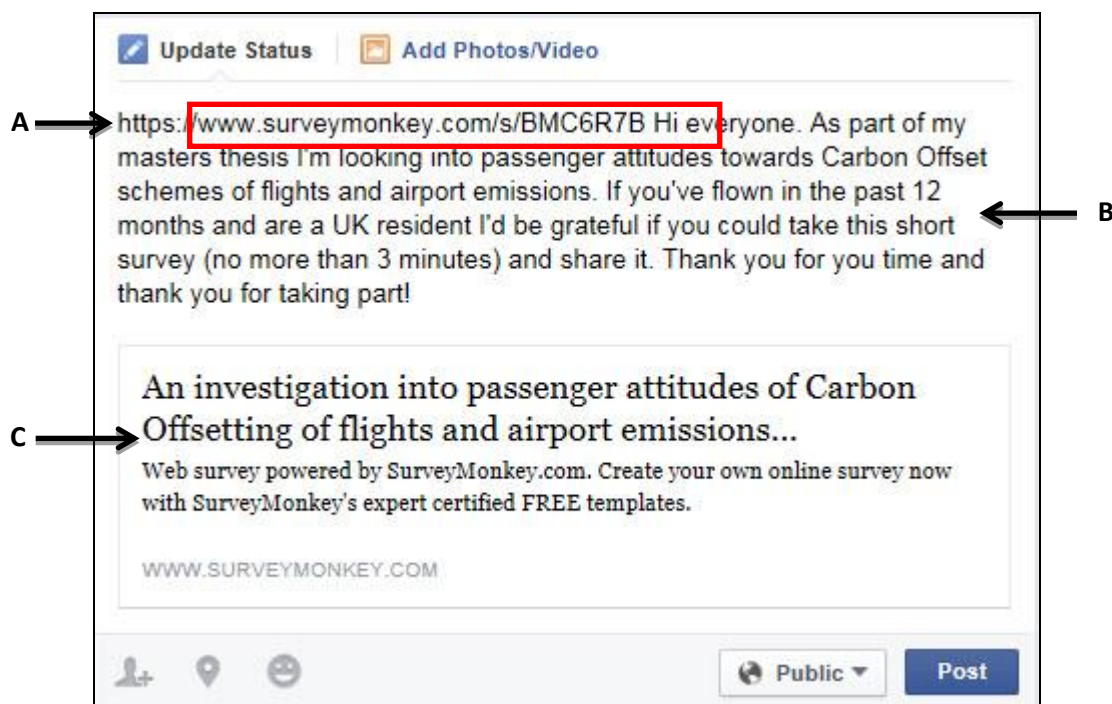 Update Status Add Photos/Video
A https://www.surveymonkey.com/s/BMC6R7B Hi everyone. As part of my
masters thesis I'm looking into passenger attitudes towards Carbon Offset
schemes of flights and airport emissions. If you've flown in the past 12
months and are a UK resident I'd be grateful if you could take this short B
survey (no more than 3 minutes) and share it. Thank you for you time and
thank you for taking part!
An investigation into passenger attitudes of Carbon
C Offsetting of flights and airport emissions...
Web survey powered by SurveyMonkey.com. Create your own online survey now
with SurveyMonkey's expert certified FREE templates.
WWW.SURVEYMONKEY.COM
Public Post